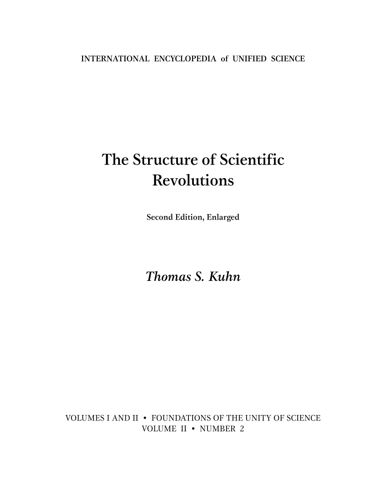 INTERNATIONAL ENCYCLOPEDIA of UNIFIED SCIENCE
The Structure of Scientific
Revolutions
Second Edition, Enlarged
Thomas S. Kuhn
VOLUMES I AND II • FOUNDATIONS OF THE UNITY OF SCIENCE
VOLUME II • NUMBER 2